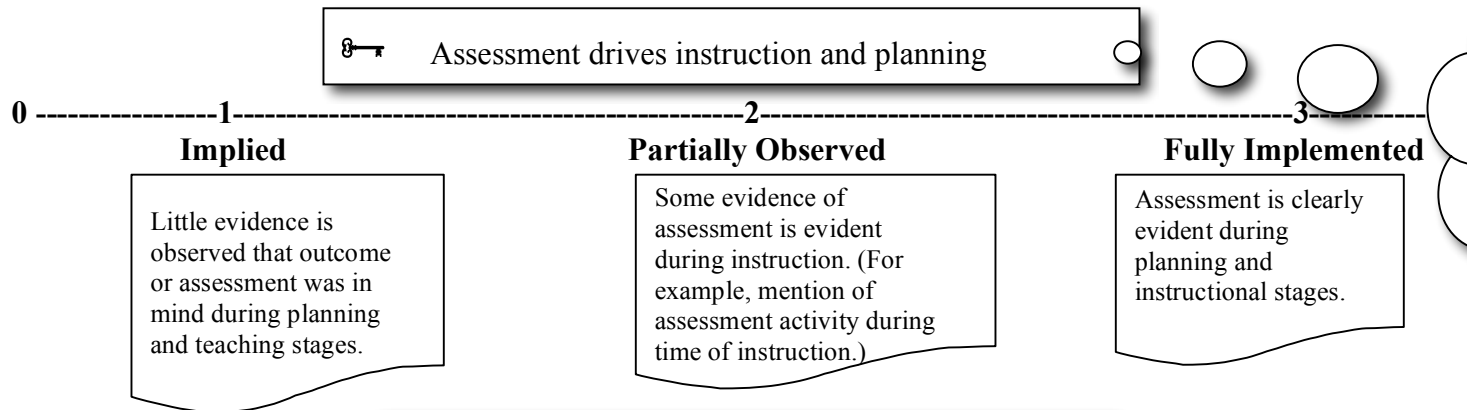 Assessment drives instruction and planning
0 ------------------1--------------------------------------------------2---------------------------------------------------3-----------
Implied
Partially Observed
Fully Implemented
Little evidence is
observed that outcome
or assessment was in
mind during planning
and teaching stages.
Some evidence of
assessment is evident
during instruction. (For
example, mention of
assessment activity during
time of instruction.)
Assessment is clearly
evident during
planning and
instructional stages.